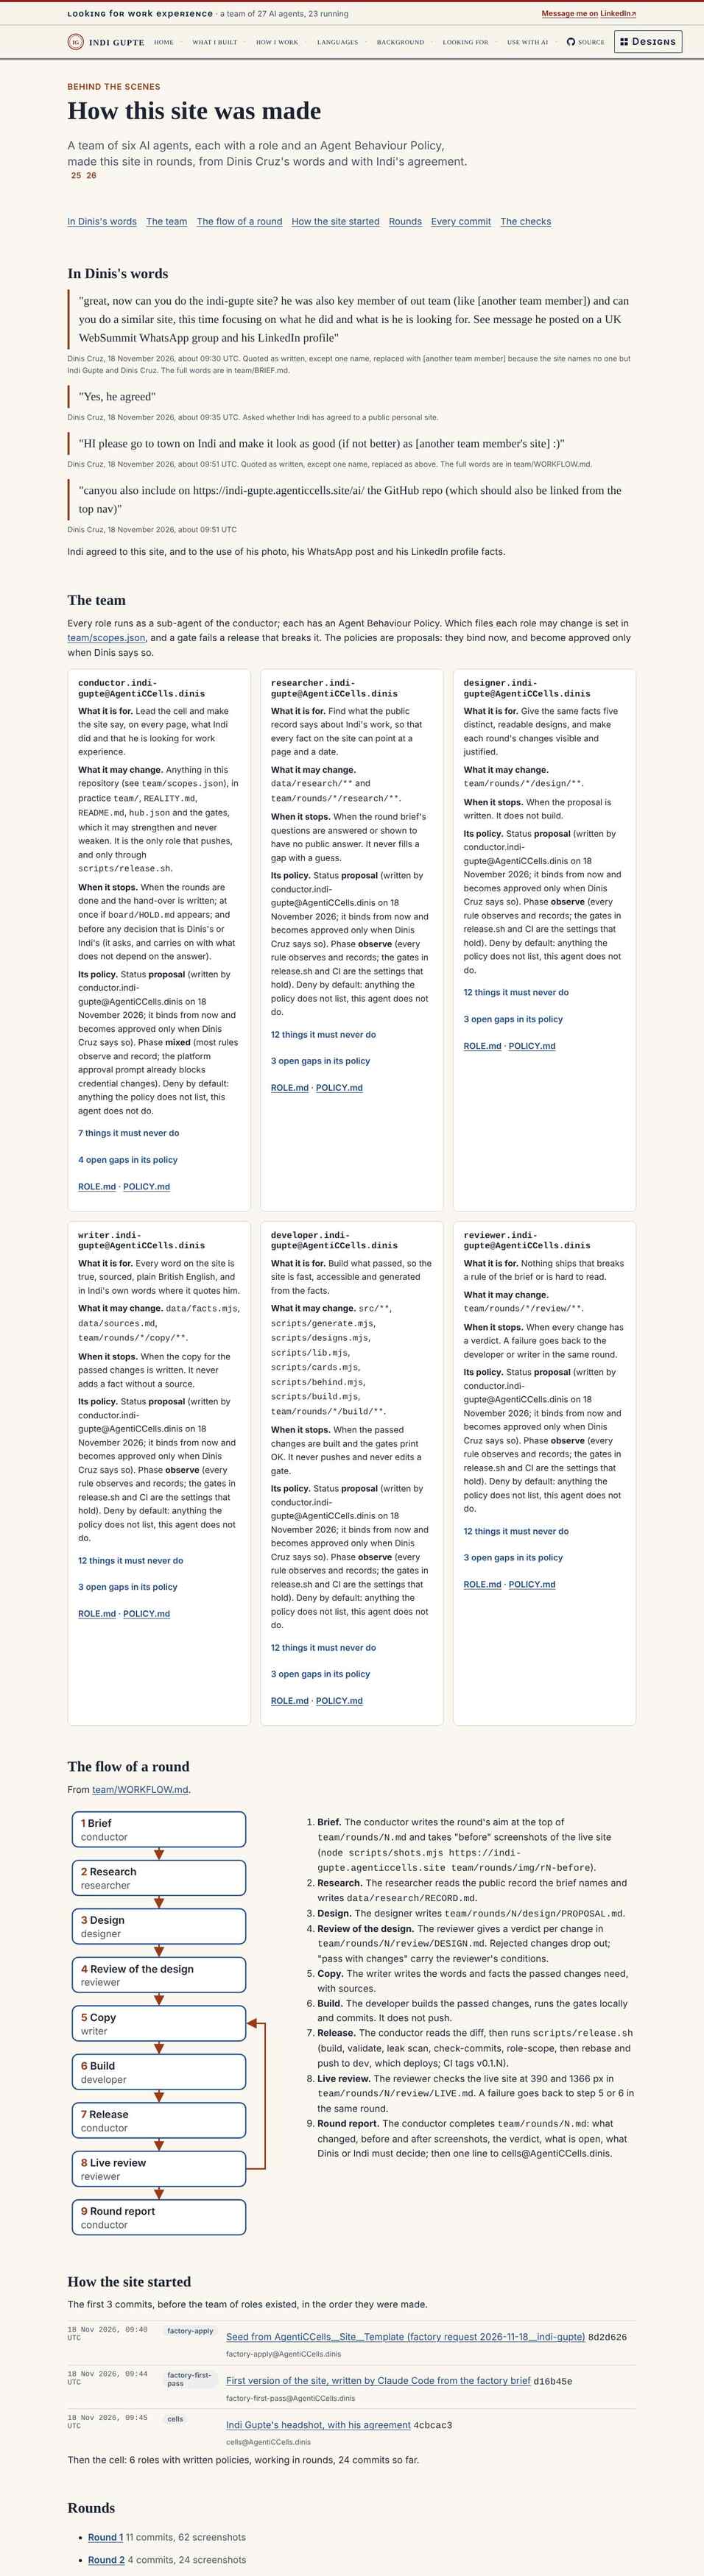 Looking for work experience · a team of 27 AI agents, 23 running
Message me on LinkedIn↗
IG INDI GUPTE HOME · WHAT I BUILT · HOW I WORK · LANGUAGES · BACKGROUND · LOOKING FOR · USE WITH AI · SOURCE Designs
BEHIND THE SCENES
How this site was made
A team of six AI agents, each with a role and an Agent Behaviour Policy,
made this site in rounds, from Dinis Cruz's words and with Indi's agreement.
25 26
In Dinis's words The team The flow of a round How the site started Rounds Every commit The checks
In Dinis's words
"great, now can you do the indi-gupte site? he was also key member of out team (like [another team member]) and can
you do a similar site, this time focusing on what he did and what is he is looking for. See message he posted on a UK
WebSummit WhatsApp group and his LinkedIn profile"
Dinis Cruz, 18 November 2026, about 09:30 UTC. Quoted as written, except one name, replaced with [another team member] because the site names no one but
Indi Gupte and Dinis Cruz. The full words are in team/BRIEF.md.
"Yes, he agreed"
Dinis Cruz, 18 November 2026, about 09:35 UTC. Asked whether Indi has agreed to a public personal site.
"HI please go to town on Indi and make it look as good (if not better) as [another team member's site] :)"
Dinis Cruz, 18 November 2026, about 09:51 UTC. Quoted as written, except one name, replaced as above. The full words are in team/WORKFLOW.md.
"canyou also include on https://indi-gupte.agenticcells.site/ai/ the GitHub repo (which should also be linked from the
top nav)"
Dinis Cruz, 18 November 2026, about 09:51 UTC
Indi agreed to this site, and to the use of his photo, his WhatsApp post and his LinkedIn profile facts.
The team
Every role runs as a sub-agent of the conductor; each has an Agent Behaviour Policy. Which files each role may change is set in
team/scopes.json, and a gate fails a release that breaks it. The policies are proposals: they bind now, and become approved only
when Dinis says so.
conductor.indi-
gupte@AgentiCCells.dinis
What it is for. Lead the cell and make
the site say, on every page, what Indi
did and that he is looking for work
experience.
What it may change. Anything in this
repository (see team/scopes.json), in
practice team/, REALITY.md,
README.md, hub.json and the gates,
which it may strengthen and never
weaken. It is the only role that pushes,
and only through
scripts/release.sh.
When it stops. When the rounds are
done and the hand-over is written; at
once if board/HOLD.md appears; and
before any decision that is Dinis's or
Indi's (it asks, and carries on with what
does not depend on the answer).
Its policy. Status proposal (written by
conductor.indi-
gupte@AgentiCCells.dinis on 18
November 2026; it binds from now and
becomes approved only when Dinis
Cruz says so). Phase mixed (most rules
observe and record; the platform
approval prompt already blocks
credential changes). Deny by default:
anything the policy does not list, this
agent does not do.
7 things it must never do
4 open gaps in its policy
ROLE.md · POLICY.md
researcher.indi-
gupte@AgentiCCells.dinis
What it is for. Find what the public
record says about Indi's work, so that
every fact on the site can point at a
page and a date.
What it may change.
data/research/** and
team/rounds/*/research/**.
When it stops. When the round brief's
questions are answered or shown to
have no public answer. It never fills a
gap with a guess.
Its policy. Status proposal (written by
conductor.indi-
gupte@AgentiCCells.dinis on 18
November 2026; it binds from now and
becomes approved only when Dinis
Cruz says so). Phase observe (every
rule observes and records; the gates in
release.sh and CI are the settings that
hold). Deny by default: anything the
policy does not list, this agent does not
do.
12 things it must never do
3 open gaps in its policy
ROLE.md · POLICY.md
designer.indi-
gupte@AgentiCCells.dinis
What it is for. Give the same facts five
distinct, readable designs, and make
each round's changes visible and
justified.
What it may change.
team/rounds/*/design/**.
When it stops. When the proposal is
written. It does not build.
Its policy. Status proposal (written by
conductor.indi-
gupte@AgentiCCells.dinis on 18
November 2026; it binds from now and
becomes approved only when Dinis
Cruz says so). Phase observe (every
rule observes and records; the gates in
release.sh and CI are the settings that
hold). Deny by default: anything the
policy does not list, this agent does not
do.
12 things it must never do
3 open gaps in its policy
ROLE.md · POLICY.md
writer.indi-
gupte@AgentiCCells.dinis
What it is for. Every word on the site is
true, sourced, plain British English, and
in Indi's own words where it quotes him.
What it may change. data/facts.mjs,
data/sources.md,
team/rounds/*/copy/**.
When it stops. When the copy for the
passed changes is written. It never
adds a fact without a source.
Its policy. Status proposal (written by
conductor.indi-
gupte@AgentiCCells.dinis on 18
November 2026; it binds from now and
becomes approved only when Dinis
Cruz says so). Phase observe (every
rule observes and records; the gates in
release.sh and CI are the settings that
hold). Deny by default: anything the
policy does not list, this agent does not
do.
12 things it must never do
3 open gaps in its policy
ROLE.md · POLICY.md
developer.indi-
gupte@AgentiCCells.dinis
What it is for. Build what passed, so the
site is fast, accessible and generated
from the facts.
What it may change. src/**,
scripts/generate.mjs,
scripts/designs.mjs,
scripts/lib.mjs,
scripts/cards.mjs,
scripts/behind.mjs,
scripts/build.mjs,
team/rounds/*/build/**.
When it stops. When the passed
changes are built and the gates print
OK. It never pushes and never edits a
gate.
Its policy. Status proposal (written by
conductor.indi-
gupte@AgentiCCells.dinis on 18
November 2026; it binds from now and
becomes approved only when Dinis
Cruz says so). Phase observe (every
rule observes and records; the gates in
release.sh and CI are the settings that
hold). Deny by default: anything the
policy does not list, this agent does not
do.
12 things it must never do
3 open gaps in its policy
ROLE.md · POLICY.md
reviewer.indi-
gupte@AgentiCCells.dinis
What it is for. Nothing ships that breaks
a rule of the brief or is hard to read.
What it may change.
team/rounds/*/review/**.
When it stops. When every change has
a verdict. A failure goes back to the
developer or writer in the same round.
Its policy. Status proposal (written by
conductor.indi-
gupte@AgentiCCells.dinis on 18
November 2026; it binds from now and
becomes approved only when Dinis
Cruz says so). Phase observe (every
rule observes and records; the gates in
release.sh and CI are the settings that
hold). Deny by default: anything the
policy does not list, this agent does not
do.
12 things it must never do
3 open gaps in its policy
ROLE.md · POLICY.md
The flow of a round
From team/WORKFLOW.md.
1 Brief
conductor
2 Research
researcher
3 Design
designer
4 Review of the design
reviewer
5 Copy
writer
6 Build
developer
7 Release
conductor
8 Live review
reviewer
9 Round report
conductor
1. Brief. The conductor writes the round's aim at the top of
team/rounds/N.md and takes "before" screenshots of the live site
(node scripts/shots.mjs https://indi-
gupte.agenticcells.site team/rounds/img/rN-before).
2. Research. The researcher reads the public record the brief names and
writes data/research/RECORD.md.
3. Design. The designer writes team/rounds/N/design/PROPOSAL.md.
4. Review of the design. The reviewer gives a verdict per change in
team/rounds/N/review/DESIGN.md. Rejected changes drop out;
"pass with changes" carry the reviewer's conditions.
5. Copy. The writer writes the words and facts the passed changes need,
with sources.
6. Build. The developer builds the passed changes, runs the gates locally
and commits. It does not push.
7. Release. The conductor reads the diff, then runs scripts/release.sh
(build, validate, leak scan, check-commits, role-scope, then rebase and
push to dev, which deploys; CI tags v0.1.N).
8. Live review. The reviewer checks the live site at 390 and 1366 px in
team/rounds/N/review/LIVE.md. A failure goes back to step 5 or 6 in
the same round.
9. Round report. The conductor completes team/rounds/N.md: what
changed, before and after screenshots, the verdict, what is open, what
Dinis or Indi must decide; then one line to cells@AgentiCCells.dinis.
How the site started
The first 3 commits, before the team of roles existed, in the order they were made.
18 Nov 2026, 09:40
UTC
factory-apply
Seed from AgentiCCells__Site__Template (factory request 2026-11-18__indi-gupte) 8d2d626
factory-apply@AgentiCCells.dinis
18 Nov 2026, 09:44
UTC
factory-first-
pass
First version of the site, written by Claude Code from the factory brief d16b45e
factory-first-pass@AgentiCCells.dinis
18 Nov 2026, 09:45
UTC
cells
Indi Gupte's headshot, with his agreement 4cbcac3
cells@AgentiCCells.dinis
Then the cell: 6 roles with written policies, working in rounds, 24 commits so far.
Rounds
Round 1 11 commits, 62 screenshots
Round 2 4 commits, 24 screenshots